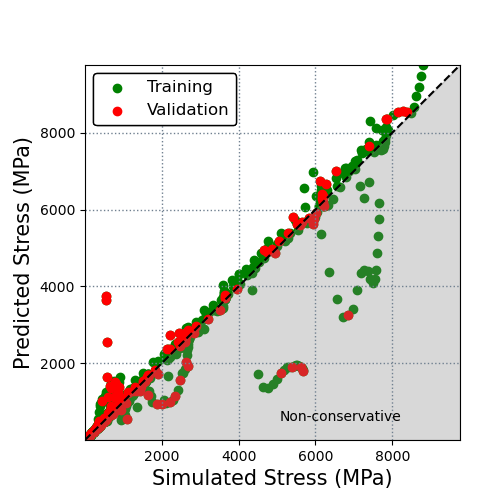 Training
Validation
Predicted Stress (MPa)
8000
6000
4000
2000
Non-conservative
2000 4000 6000 8000
Simulated Stress (MPa)